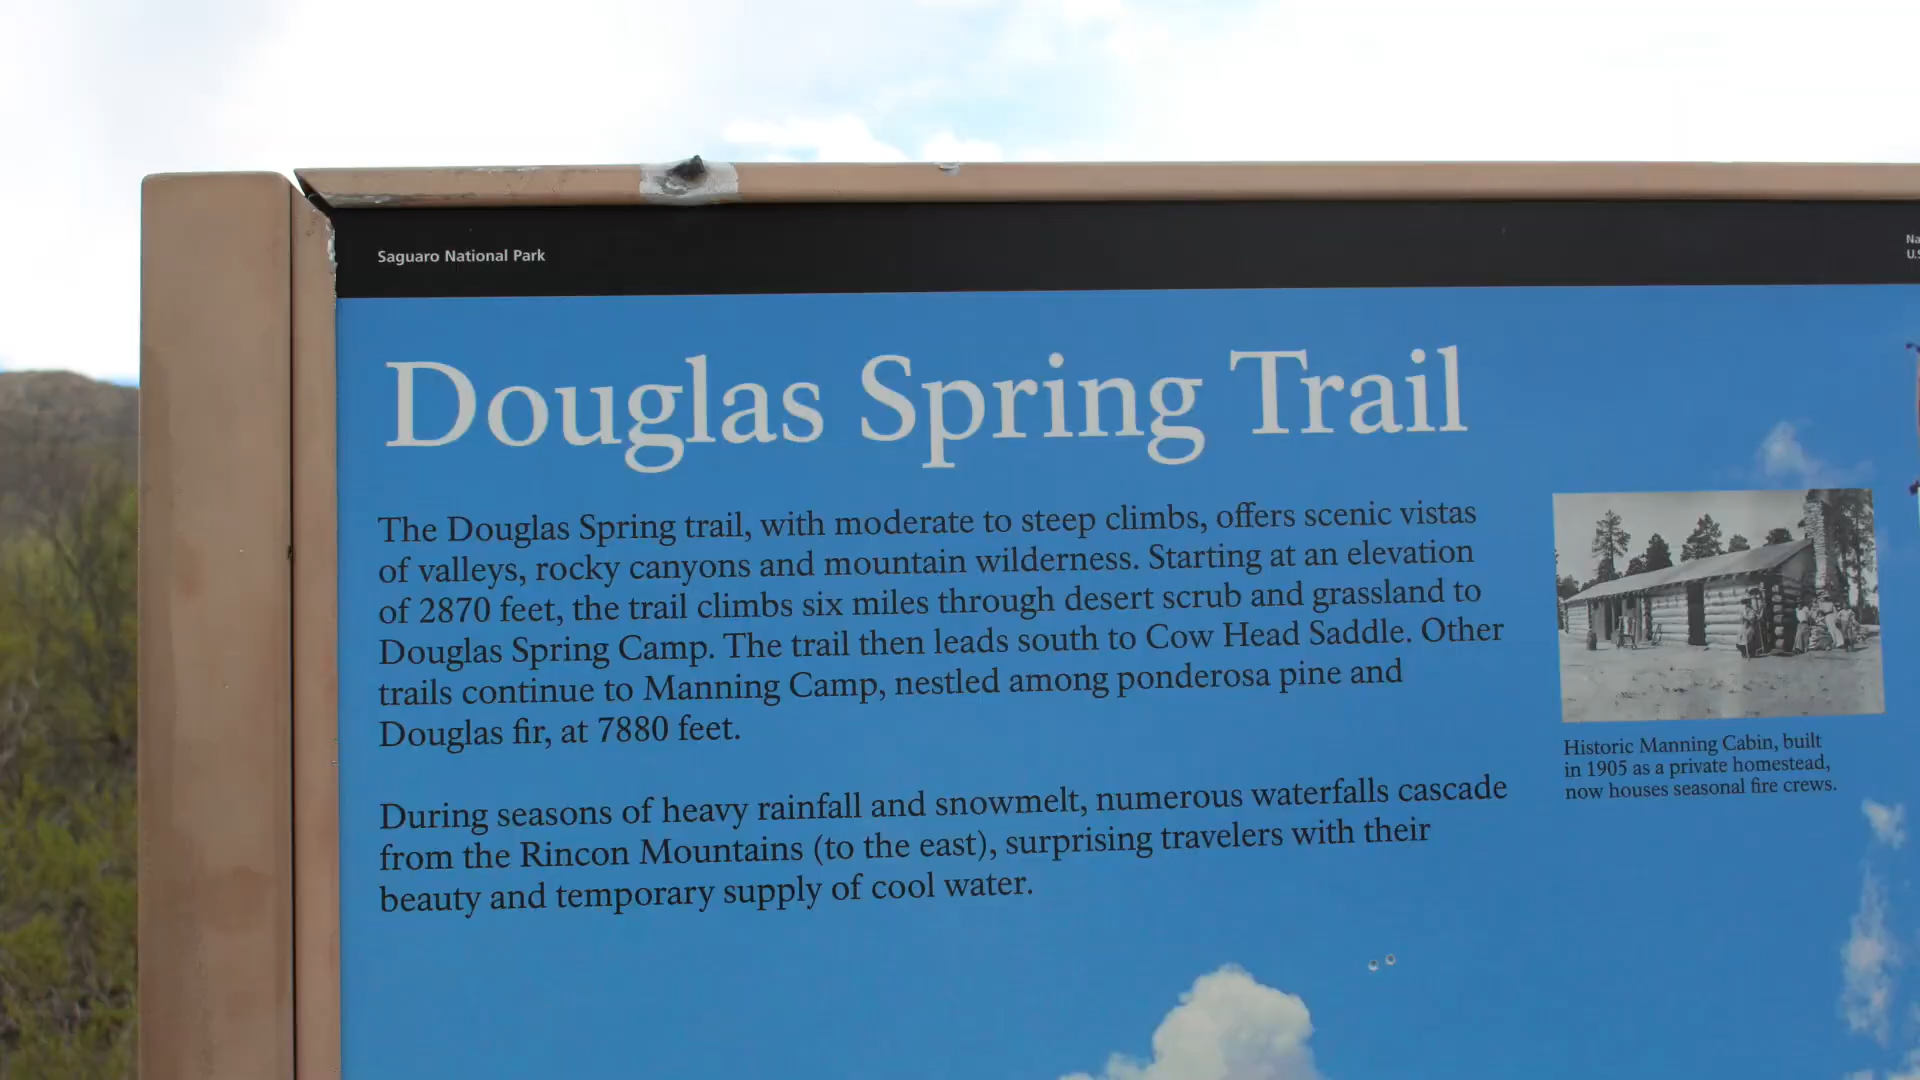 Saguaro National Park
Douglas Spring Trail
The Douglas Spring trail, with moderate to steep climbs, offers scenic vistas
of valleys, rocky canyons and mountain wilderness. Starting at an elevation
of 2870 feet, the trail climbs six miles through desert scrub and grassland to
Douglas Spring Camp. The trail then leads south to Cow Head Saddle. Other
trails continue to Manning Camp, nestled among ponderosa pine and
Douglas fir, at 7880 feet.
During seasons of heavy rainfall and snowmelt, numerous waterfalls cascade
from the Rincon Mountains (to the east), surprising travelers with their
beauty and temporary supply of cool water.
Historic Manning Cabin, built
in 1905 as a private homestead,
now houses seasonal fire crews.